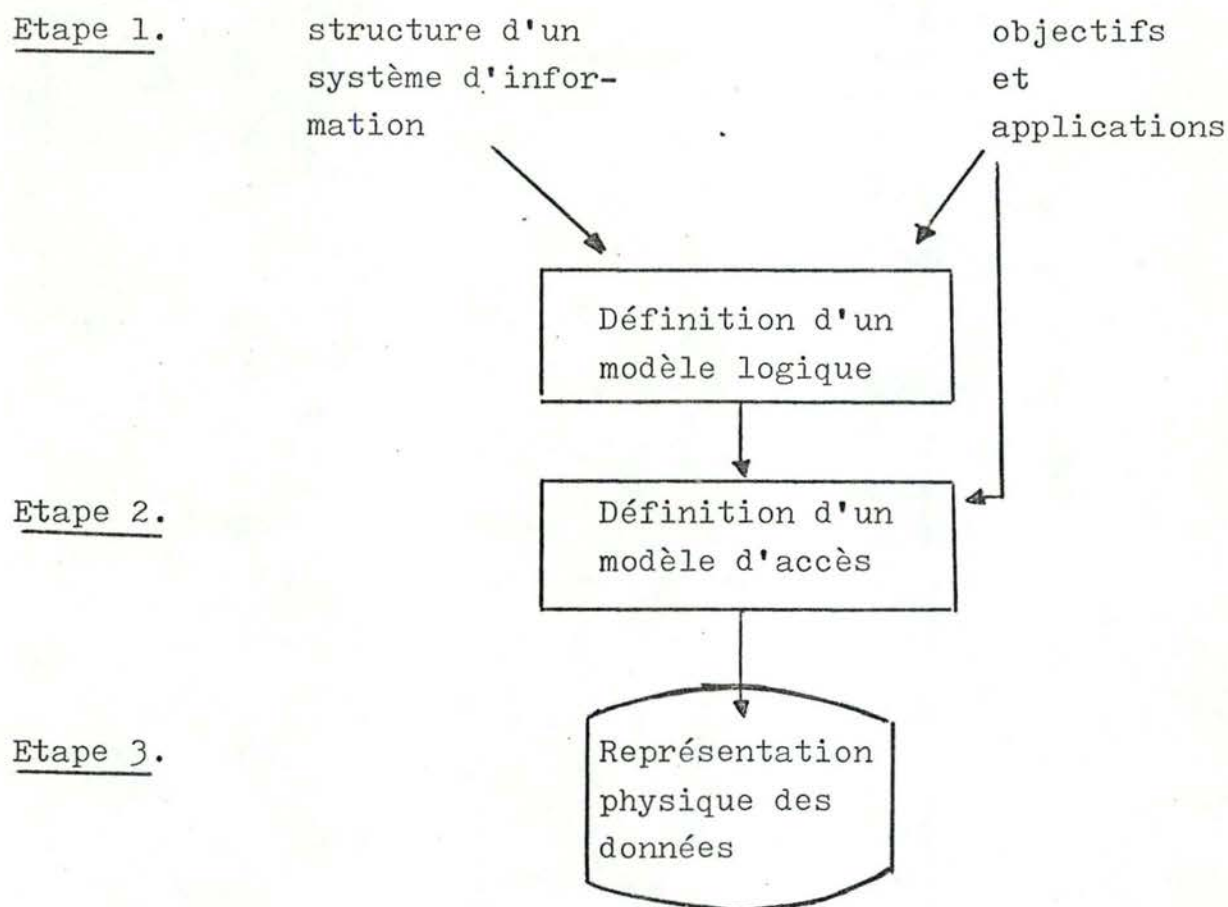 Etape 1.
structure d'un
système d'infor-
mation
objectifs
et
applications
Définition d'un
modèle logique
Etape 2.
Définition d'un
modèle d'accès
Etape 3.
Représentation
physique des
données